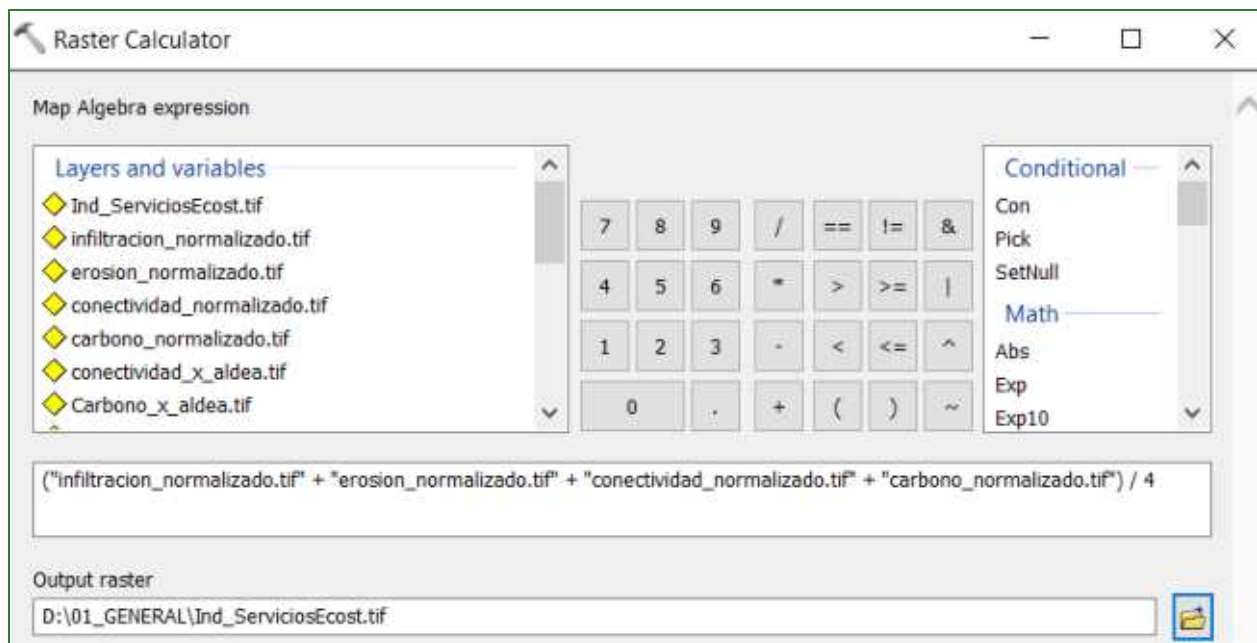 Raster Calculator
Map Algebra expression
Layers and variables
Ind_ServiciosEcost.tif
infiltracion_normalizado.tif
erosion_normalizado.tif
conectividad_normalizado.tif
carbono_normalizado.tif
conectividad_x_aldea.tif
Carbono_x_aldea.tif
7 8 9 / == != &
4 5 6 * > >= |
1 2 3 - < <= ^
0 . + ( ) ~
Conditional
Con
Pick
SetNull
Math
Abs
Exp
Exp10
("infiltracion_normalizado.tif" + "erosion_normalizado.tif" + "conectividad_normalizado.tif" + "carbono_normalizado.tif") / 4
Output raster
D:\01_GENERAL\Ind_ServiciosEcost.tif